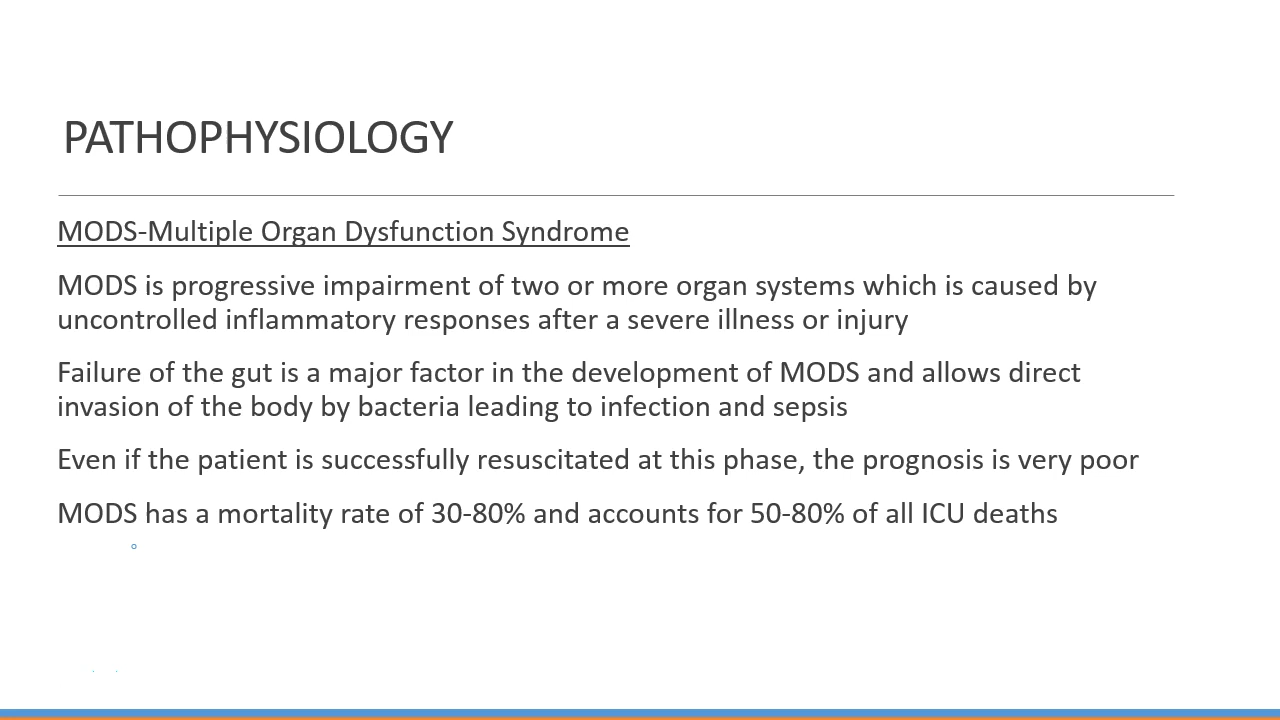 PATHOPHYSIOLOGY
MODS-Multiple Organ Dysfunction Syndrome
MODS is progressive impairment of two or more organ systems which is caused by
uncontrolled inflammatory responses after a severe illness or injury
Failure of the gut is a major factor in the development of MODS and allows direct
invasion of the body by bacteria leading to infection and sepsis
Even if the patient is successfully resuscitated at this phase, the prognosis is very poor
MODS has a mortality rate of 30-80% and accounts for 50-80% of all ICU deaths